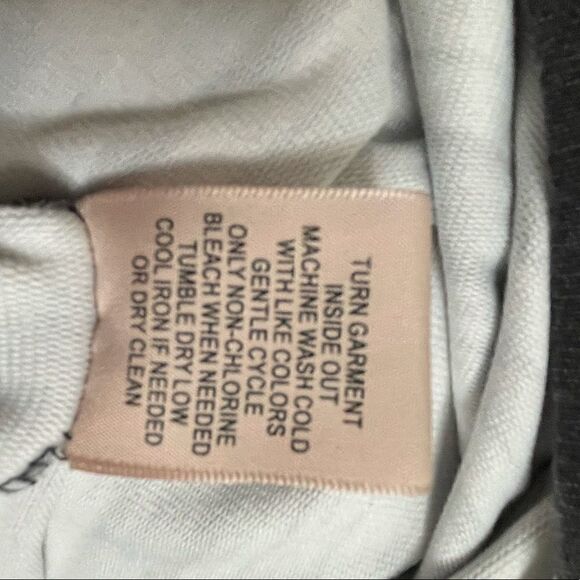 TURN GARMENT
INSIDE OUT
MACHINE WASH COLD
WITH LIKE COLORS
GENTLE CYCLE
ONLY NON-CHLORINE
BLEACH WHEN NEEDED
TUMBLE DRY LOW
COOL IRON IF NEEDED
OR DRY CLEAN